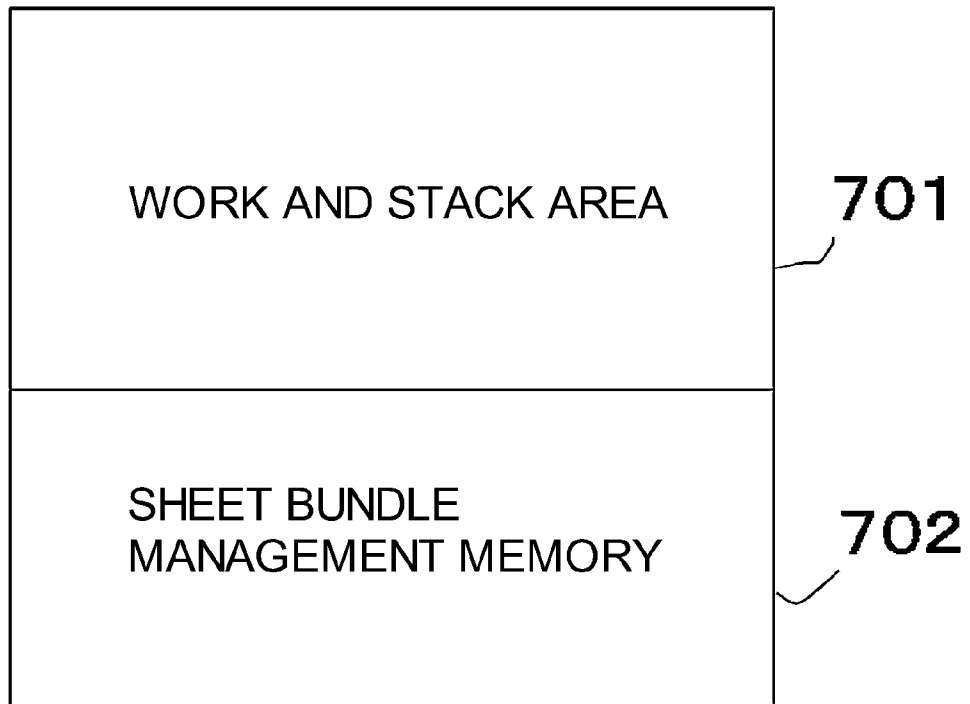 WORK AND STACK AREA
701
SHEET BUNDLE
MANAGEMENT MEMORY
702